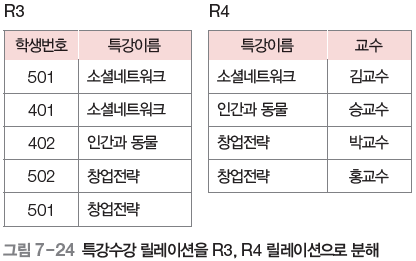 R3
학생번호 특강이름
501 소셜네트워크
401 소셜네트워크
402 인간과 동물
502 창업전략
501 창업전략
R4
특강이름 교수
소셜네트워크 김교수
인간과 동물 승교수
창업전략 박교수
창업전략 홍교수
그림 7-24 특강수강 릴레이션을 R3, R4 릴레이션으로 분해